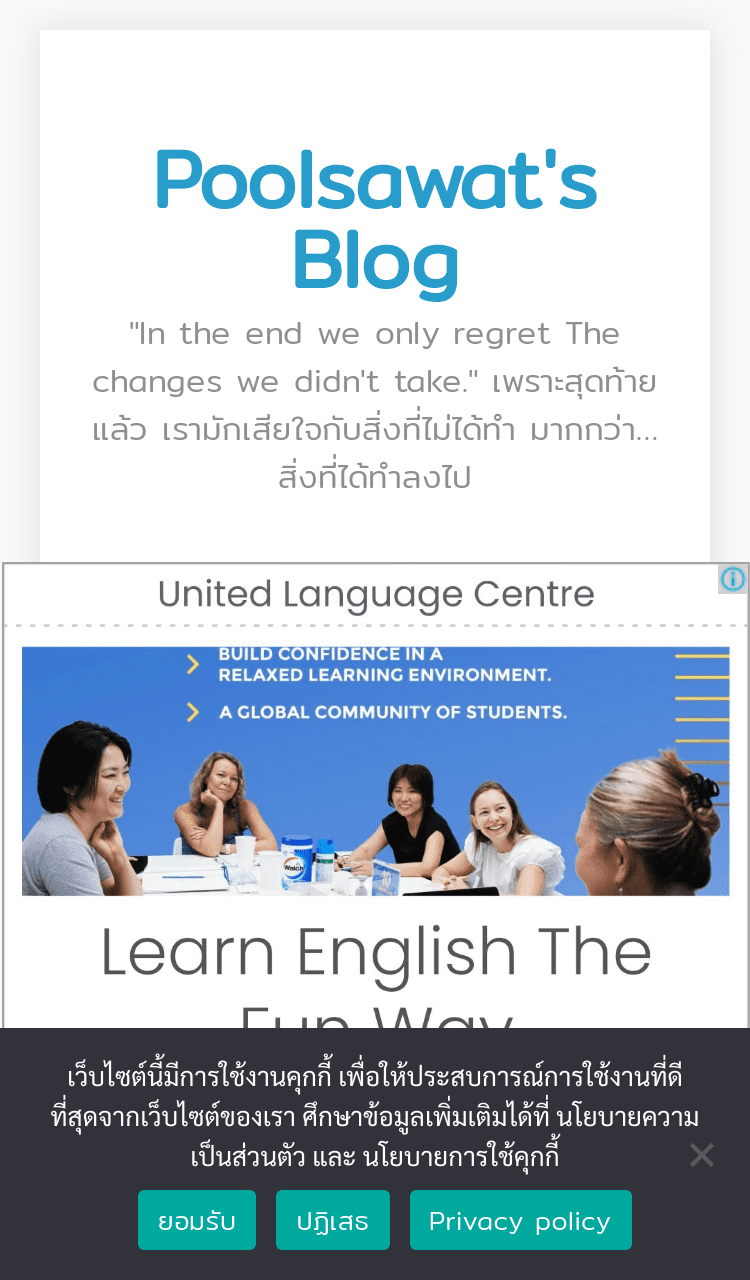 Poolsawat's
Blog
"In the end we only regret The
changes we didn't take." เพราะสุดท้าย
แล้ว เรามักเสียใจกับสิ่งที่ไม่ได้ทำ มากกว่า...
สิ่งที่ได้ทำลงไป
United Language Centre
BUILD CONFIDENCE IN A
RELAXED LEARNING ENVIRONMENT.
A GLOBAL COMMUNITY OF STUDENTS.
Walch
Learn English The
Fun Way
เว็บไซต์นี้มีการใช้งานคุกกี้ เพื่อให้ประสบการณ์การใช้งานที่ดี
ที่สุดจากเว็บไซต์ของเรา ศึกษาข้อมูลเพิ่มเติมได้ที่ นโยบายความ
เป็นส่วนตัว และ นโยบายการใช้คุกกี้
ยอมรับ ปฏิเสธ Privacy policy